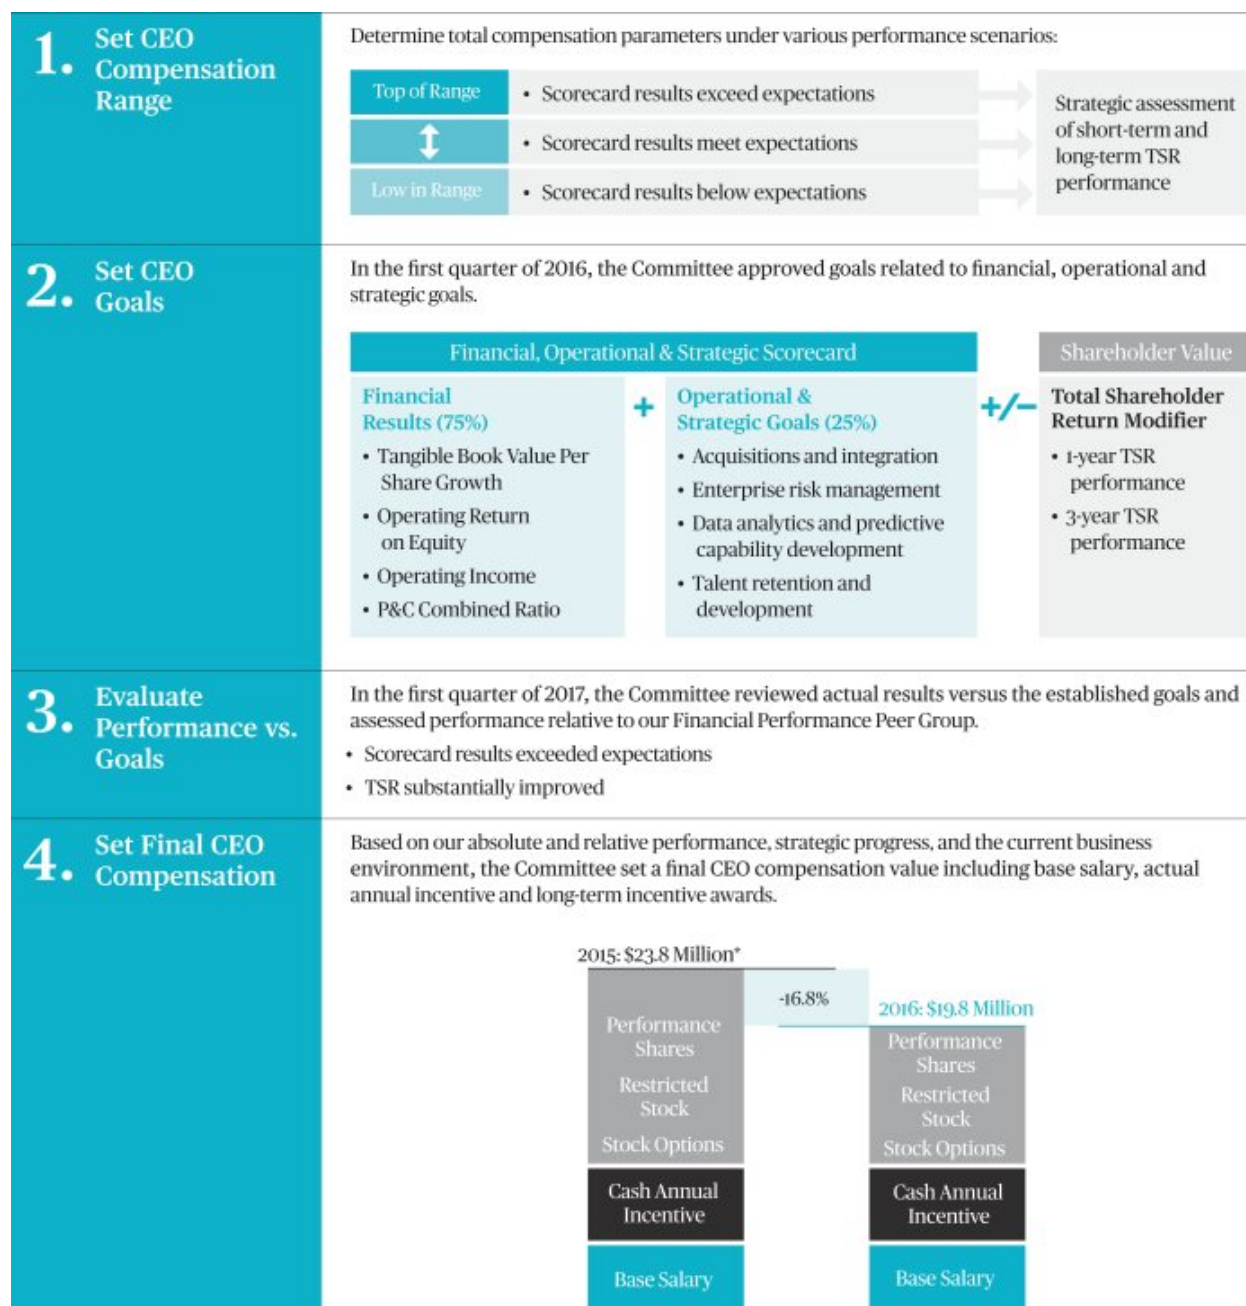 1. Set CEO
Compensation
Range
Determine total compensation parameters under various performance scenarios:
Top of Range
• Scorecard results exceed expectations
• Scorecard results meet expectations
Low in Range
• Scorecard results below expectations
Strategic assessment
of short-term and
long-term TSR
performance
2. Set CEO
Goals
In the first quarter of 2016, the Committee approved goals related to financial, operational and
strategic goals.
Financial, Operational & Strategic Scorecard
Financial
Results (75%)
• Tangible Book Value Per
Share Growth
• Operating Return
on Equity
• Operating Income
• P&C Combined Ratio
+
Operational &
Strategic Goals (25%)
• Acquisitions and integration
• Enterprise risk management
• Data analytics and predictive
capability development
• Talent retention and
development
+/−
Shareholder Value
Total Shareholder
Return Modifier
• 1-year TSR
performance
• 3-year TSR
performance
3. Evaluate
Performance vs.
Goals
In the first quarter of 2017, the Committee reviewed actual results versus the established goals and
assessed performance relative to our Financial Performance Peer Group.
• Scorecard results exceeded expectations
• TSR substantially improved
4. Set Final CEO
Compensation
Based on our absolute and relative performance, strategic progress, and the current business
environment, the Committee set a final CEO compensation value including base salary, actual
annual incentive and long-term incentive awards.
2015: $23.8 Million*
Performance
Shares
Restricted
Stock
Stock Options
Cash Annual
Incentive
Base Salary
-16.8%
2016: $19.8 Million
Performance
Shares
Restricted
Stock
Stock Options
Cash Annual
Incentive
Base Salary